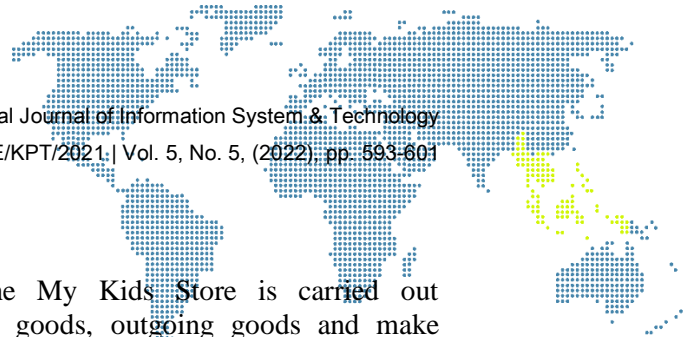 al Journal of Information System & Technology
E/KPT/2021 | Vol. 5, No. 5, (2022), pp. 593-601
he My Kids Store is carried out
goods, outgoing goods and make